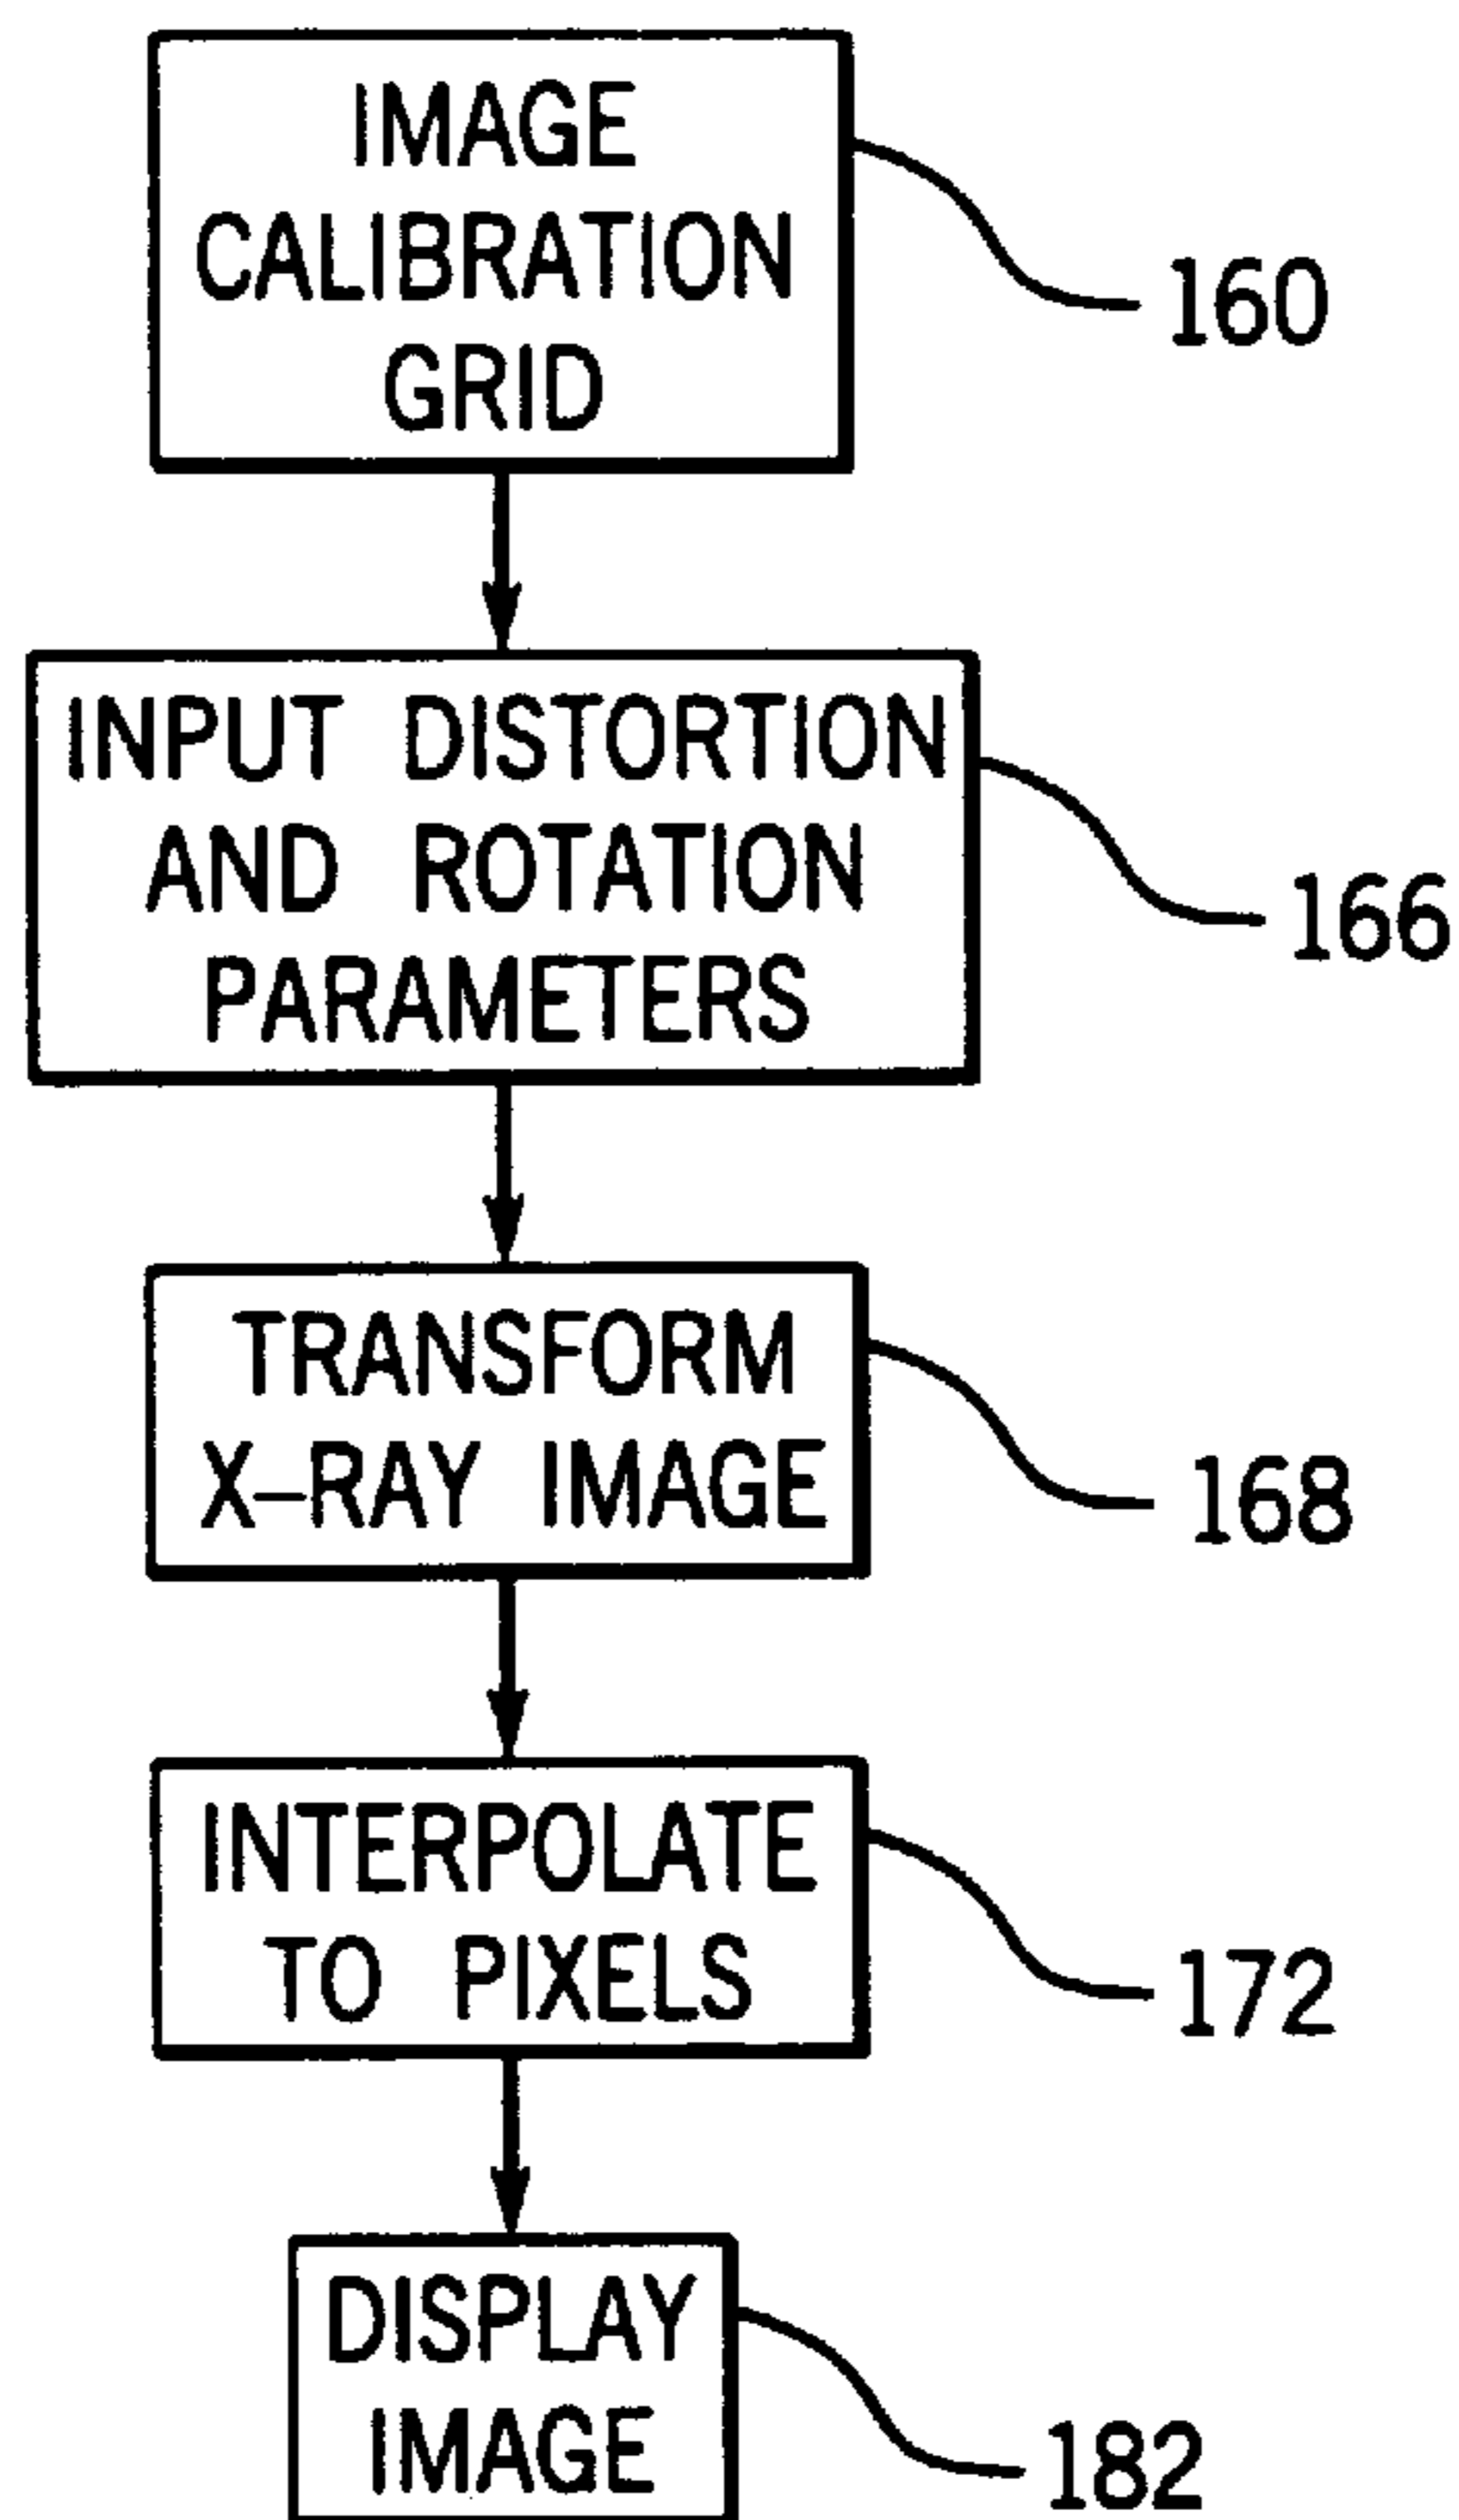 IMAGE
CALIBRATION
GRID
160
INPUT DISTORTION
AND ROTATION
PARAMETERS
166
TRANSFORM
X-RAY IMAGE
168
INTERPOLATE
TO PIXELS
172
DISPLAY
IMAGE
182